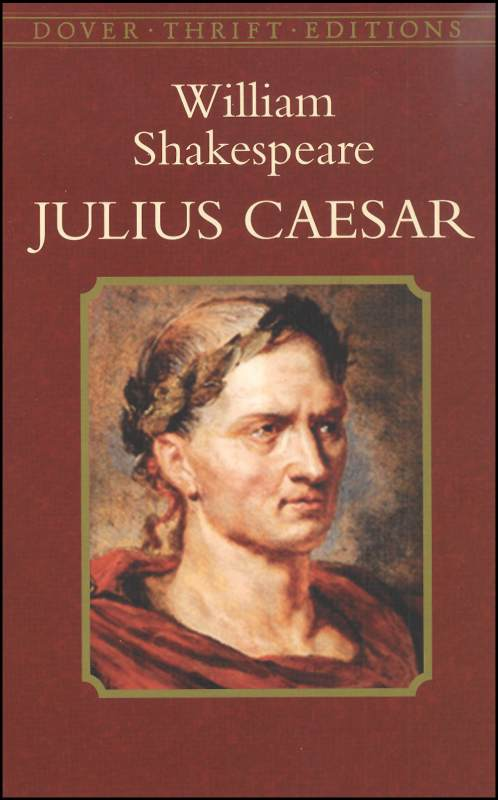 DOVER · THRIFT · EDITIONS
William
Shakespeare
JULIUS CAESAR